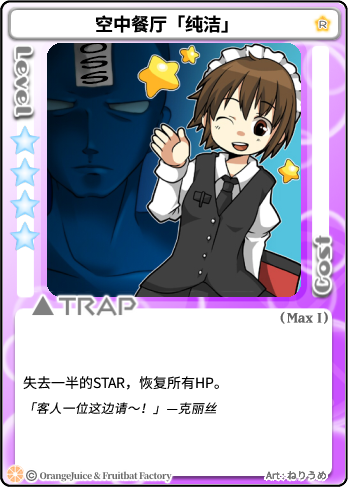 空中餐厅「纯洁」
R
Level
BOSS
Cost
TRAP
(Max 1)
失去一半的STAR，恢复所有HP。
「客人一位这边请～！」—克丽丝
© OrangeJuice & Fruitbat Factory
Art.: ねりうめ